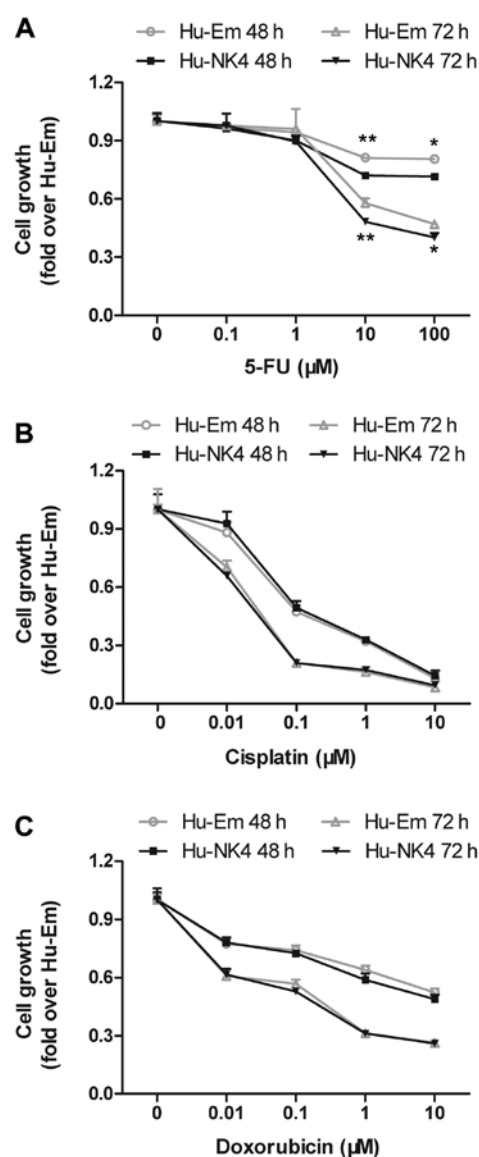 A
Hu-Em 48 h Hu-Em 72 h
Hu-NK4 48 h Hu-NK4 72 h
Cell growth
(fold over Hu-Em)
1.2
0.9
0.6
0.3
0.0
** *
** *
0 0.1 1 10 100
5-FU (µM)
B
Hu-Em 48 h Hu-Em 72 h
Hu-NK4 48 h Hu-NK4 72 h
Cell growth
(fold over Hu-Em)
1.2
0.9
0.6
0.3
0.0
0 0.01 0.1 1 10
Cisplatin (µM)
C
Hu-Em 48 h Hu-Em 72 h
Hu-NK4 48 h Hu-NK4 72 h
Cell growth
(fold over Hu-Em)
1.2
0.9
0.6
0.3
0.0
0 0.01 0.1 1 10
Doxorubicin (µM)